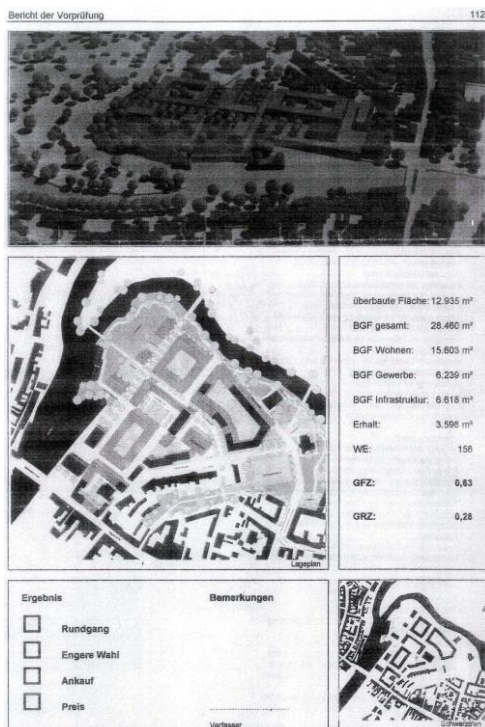 Bericht der Vorprüfung 112
Lageplan
überbaute Fläche: 12.935 m²
BGF gesamt: 28.460 m²
BGF Wohnen: 15.603 m²
BGF Gewerbe: 6.239 m²
BGF Infrastruktur: 6.618 m²
Erhalt: 3.596 m²
WE: 156
GFZ: 0,63
GRZ: 0,28
Ergebnis Bemerkungen
Rundgang
Engere Wahl
Ankauf
Preis
Verfasser
Schwarzplan